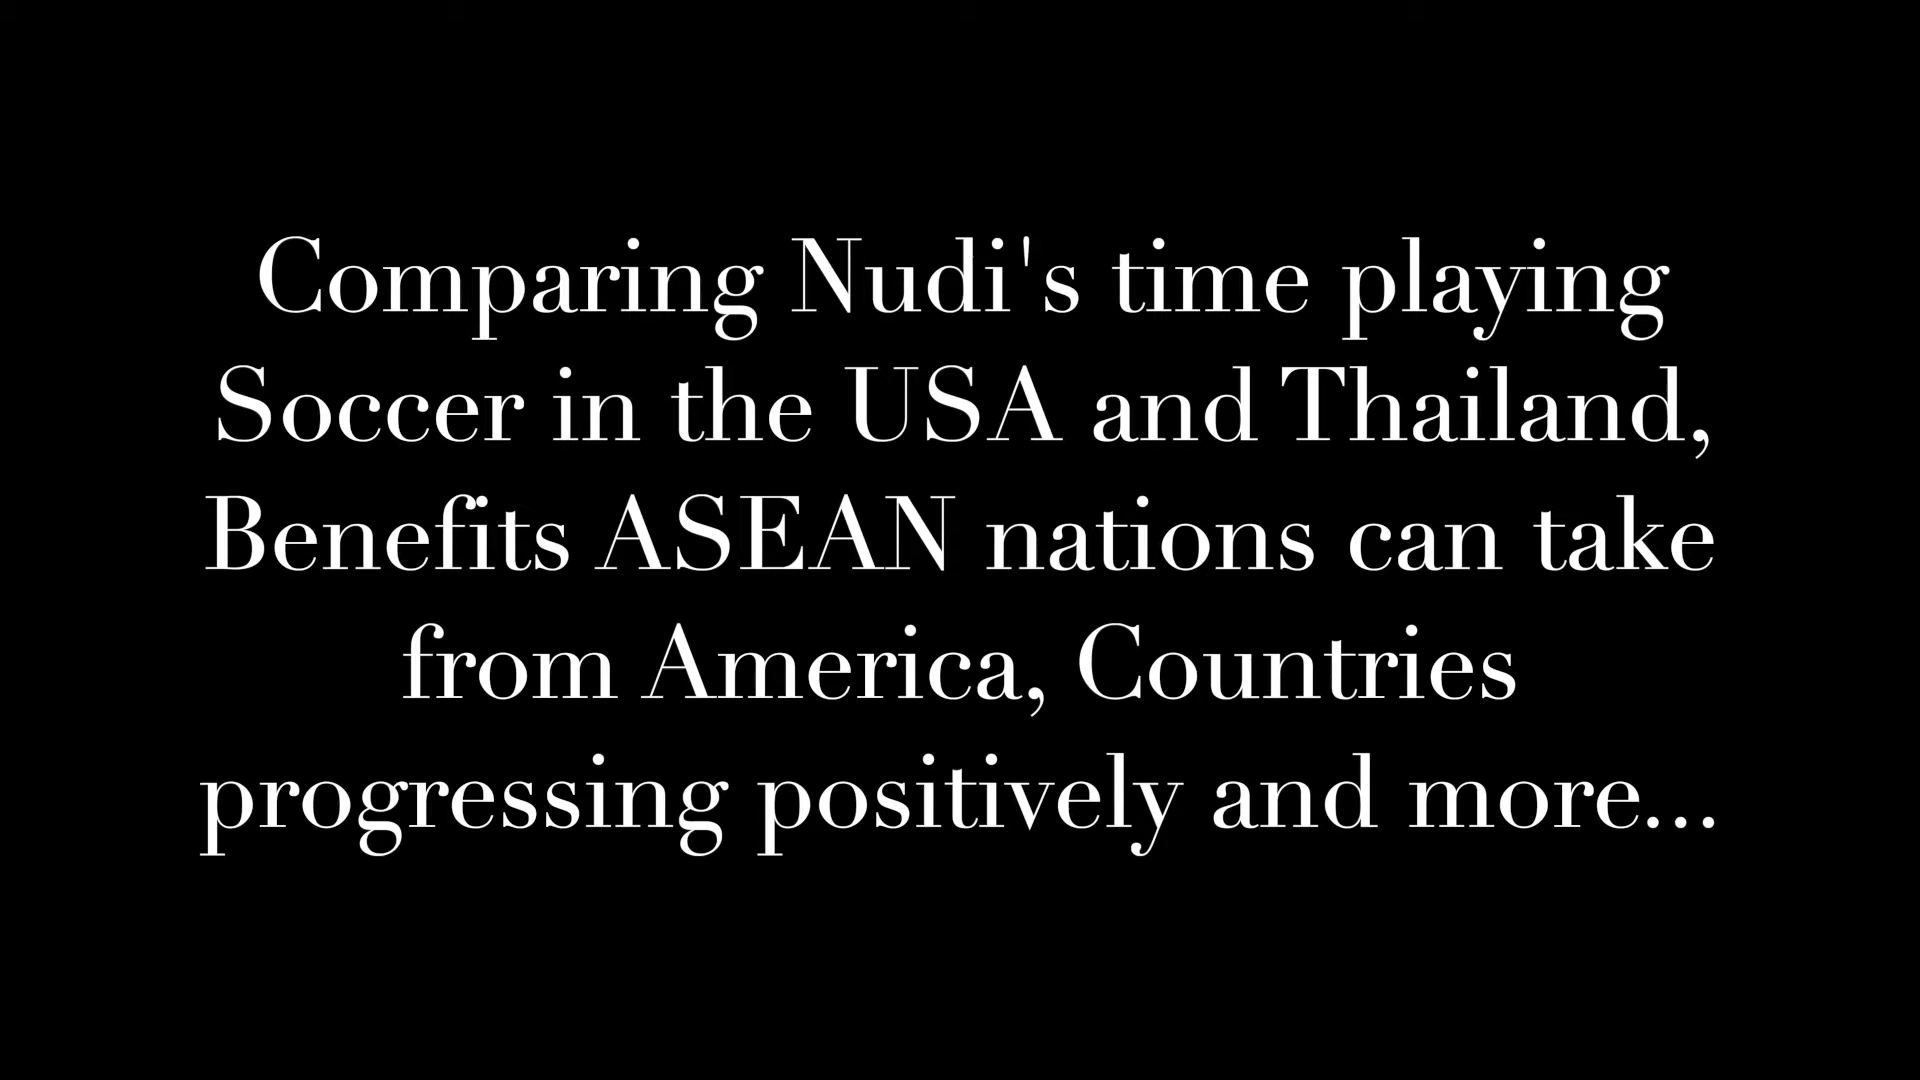 Comparing Nudi's time playing
Soccer in the USA and Thailand,
Benefits ASEAN nations can take
from America, Countries
progressing positively and more...